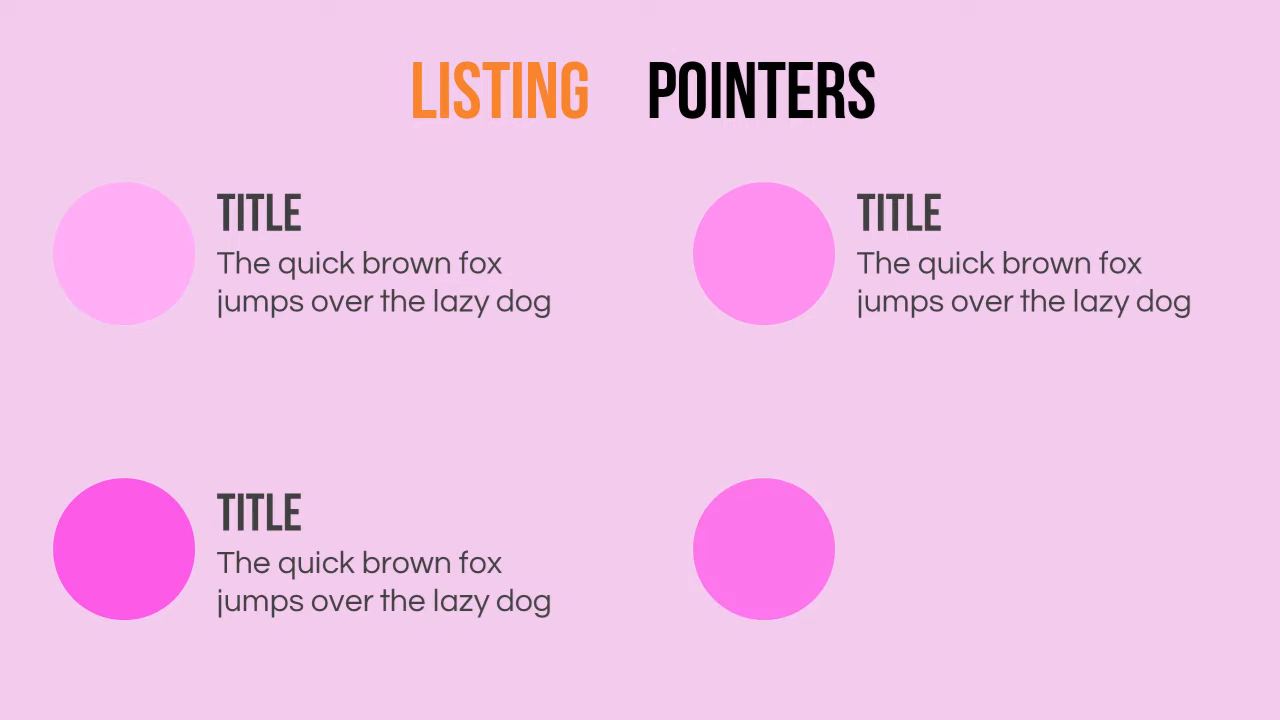 LISTING POINTERS
TITLE
The quick brown fox
jumps over the lazy dog
TITLE
The quick brown fox
jumps over the lazy dog
TITLE
The quick brown fox
jumps over the lazy dog